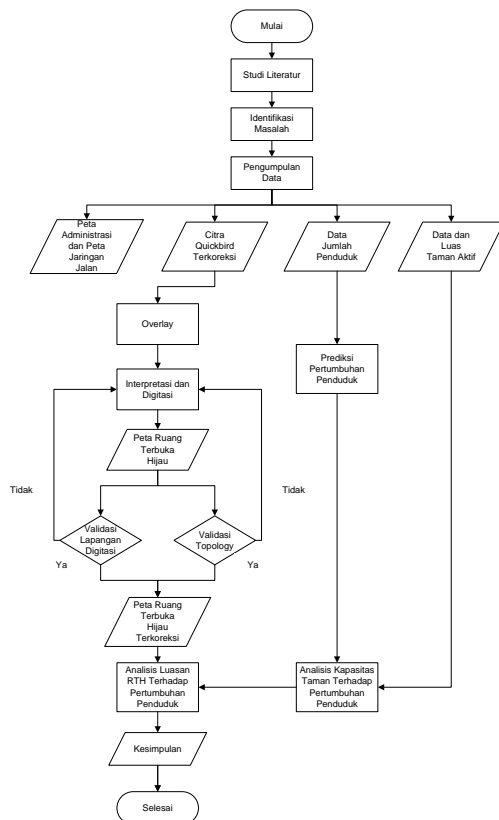 Mulai
Studi Literatur
Identifikasi
Masalah
Pengumpulan
Data
Peta
Administrasi
dan Peta
Jaringan
Jalan
Citra
Quickbird
Terkoreksi
Data
Jumlah
Penduduk
Data dan
Luas
Taman Aktif
Overlay
Prediksi
Pertumbuhan
Penduduk
Interpretasi dan
Digitasi
Peta Ruang
Terbuka
Hijau
Tidak
Tidak
Validasi
Lapangan
Digitasi
Validasi
Topology
Ya
Ya
Peta Ruang
Terbuka
Hijau
Terkoreksi
Analisis Luasan
RTH Terhadap
Pertumbuhan
Penduduk
Analisis Kapasitas
Taman Terhadap
Pertumbuhan
Penduduk
Kesimpulan
Selesai